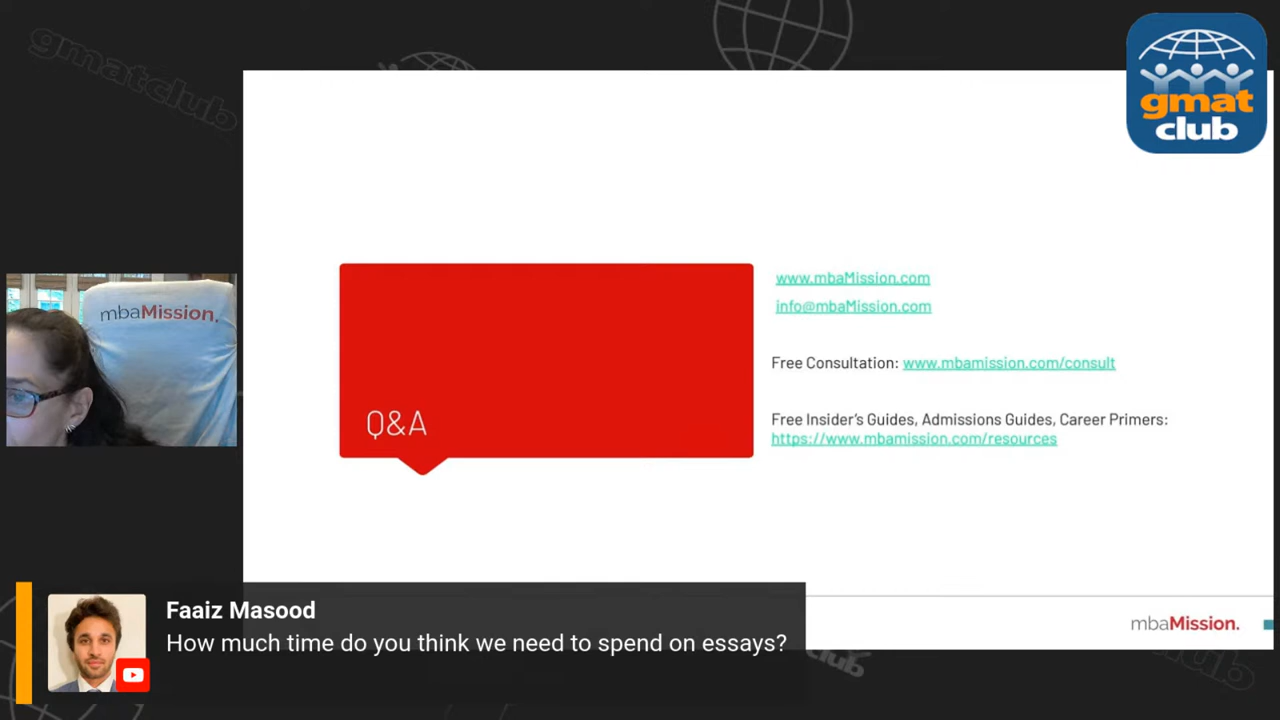 gmatclub
gmat
club
mbaMission.
www.mbaMission.com
info@mbaMission.com
Free Consultation: www.mbamission.com/consult
Free Insider's Guides, Admissions Guides, Career Primers:
https://www.mbamission.com/resources
Q&A
Faaiz Masood
How much time do you think we need to spend on essays?
mbaMission.
club